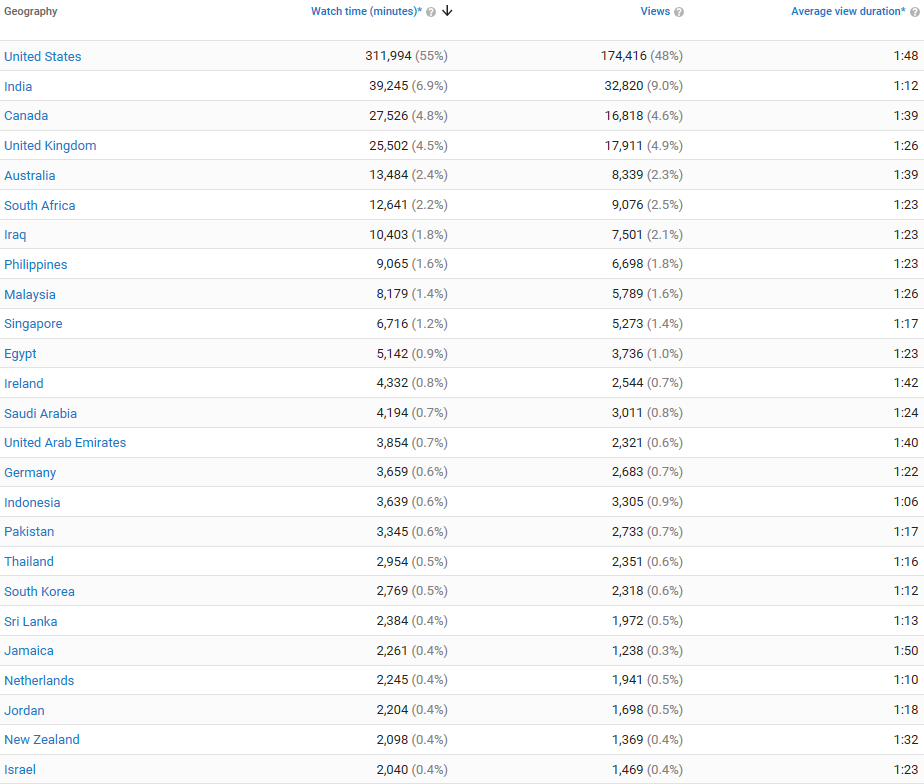 Geography Watch time (minutes)* ? ↓ Views ? Average view duration* ?
United States 311,994 (55%) 174,416 (48%) 1:48
India 39,245 (6.9%) 32,820 (9.0%) 1:12
Canada 27,526 (4.8%) 16,818 (4.6%) 1:39
United Kingdom 25,502 (4.5%) 17,911 (4.9%) 1:26
Australia 13,484 (2.4%) 8,339 (2.3%) 1:39
South Africa 12,641 (2.2%) 9,076 (2.5%) 1:23
Iraq 10,403 (1.8%) 7,501 (2.1%) 1:23
Philippines 9,065 (1.6%) 6,698 (1.8%) 1:23
Malaysia 8,179 (1.4%) 5,789 (1.6%) 1:26
Singapore 6,716 (1.2%) 5,273 (1.4%) 1:17
Egypt 5,142 (0.9%) 3,736 (1.0%) 1:23
Ireland 4,332 (0.8%) 2,544 (0.7%) 1:42
Saudi Arabia 4,194 (0.7%) 3,011 (0.8%) 1:24
United Arab Emirates 3,854 (0.7%) 2,321 (0.6%) 1:40
Germany 3,659 (0.6%) 2,683 (0.7%) 1:22
Indonesia 3,639 (0.6%) 3,305 (0.9%) 1:06
Pakistan 3,345 (0.6%) 2,733 (0.7%) 1:17
Thailand 2,954 (0.5%) 2,351 (0.6%) 1:16
South Korea 2,769 (0.5%) 2,318 (0.6%) 1:12
Sri Lanka 2,384 (0.4%) 1,972 (0.5%) 1:13
Jamaica 2,261 (0.4%) 1,238 (0.3%) 1:50
Netherlands 2,245 (0.4%) 1,941 (0.5%) 1:10
Jordan 2,204 (0.4%) 1,698 (0.5%) 1:18
New Zealand 2,098 (0.4%) 1,369 (0.4%) 1:32
Israel 2,040 (0.4%) 1,469 (0.4%) 1:23